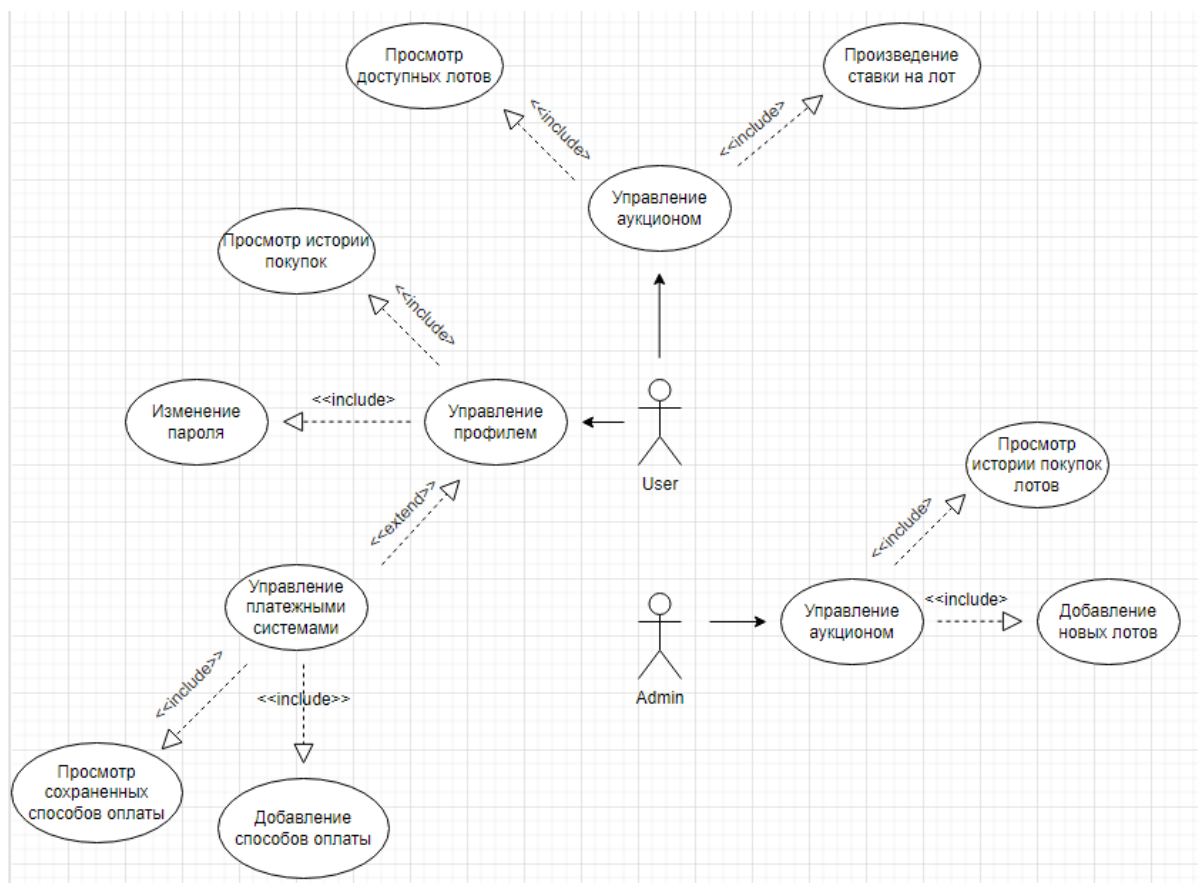 Просмотр
доступных лотов
Произведение
ставки на лот
<<include>
<<include>
Управление
аукционом
Просмотр истории
покупок
<<include>
Изменение
пароля
<<include>
Управление
профилем
User
Просмотр
истории покупок
лотов
<<extend>>
<<include>
Управление
платежными
системами
Admin
Управление
аукционом
<<include>
Добавление
новых лотов
<<include>>
<<include>>
Просмотр
сохраненных
способов оплаты
Добавление
способов оплаты